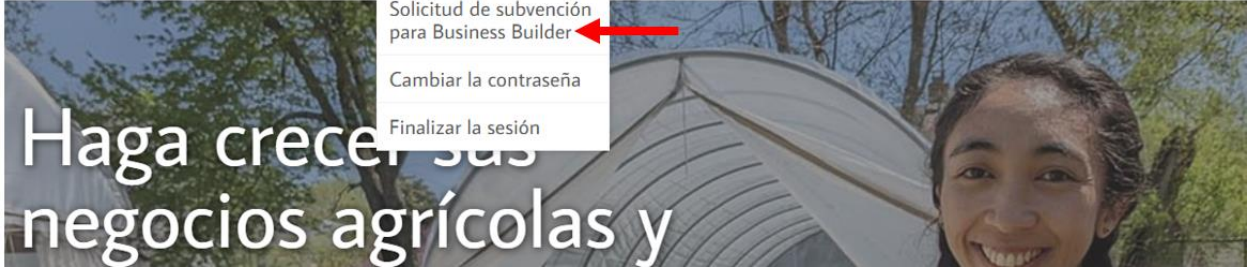 Solicitud de subvención
para Business Builder
Cambiar la contraseña
Finalizar la sesión
Haga crecer sus
negocios agrícolas y